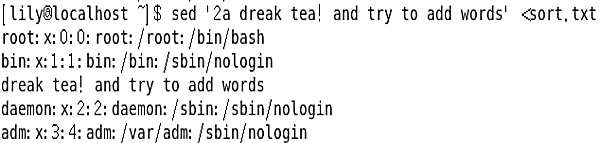 [lily@localhost ~]$ sed '2a dreak tea! and try to add words' <sort.txt
root:x:0:0:root:/root:/bin/bash
bin:x:1:1:bin:/bin:/sbin/nologin
dreak tea! and try to add words
daemon:x:2:2:daemon:/sbin:/sbin/nologin
adm:x:3:4:adm:/var/adm:/sbin/nologin